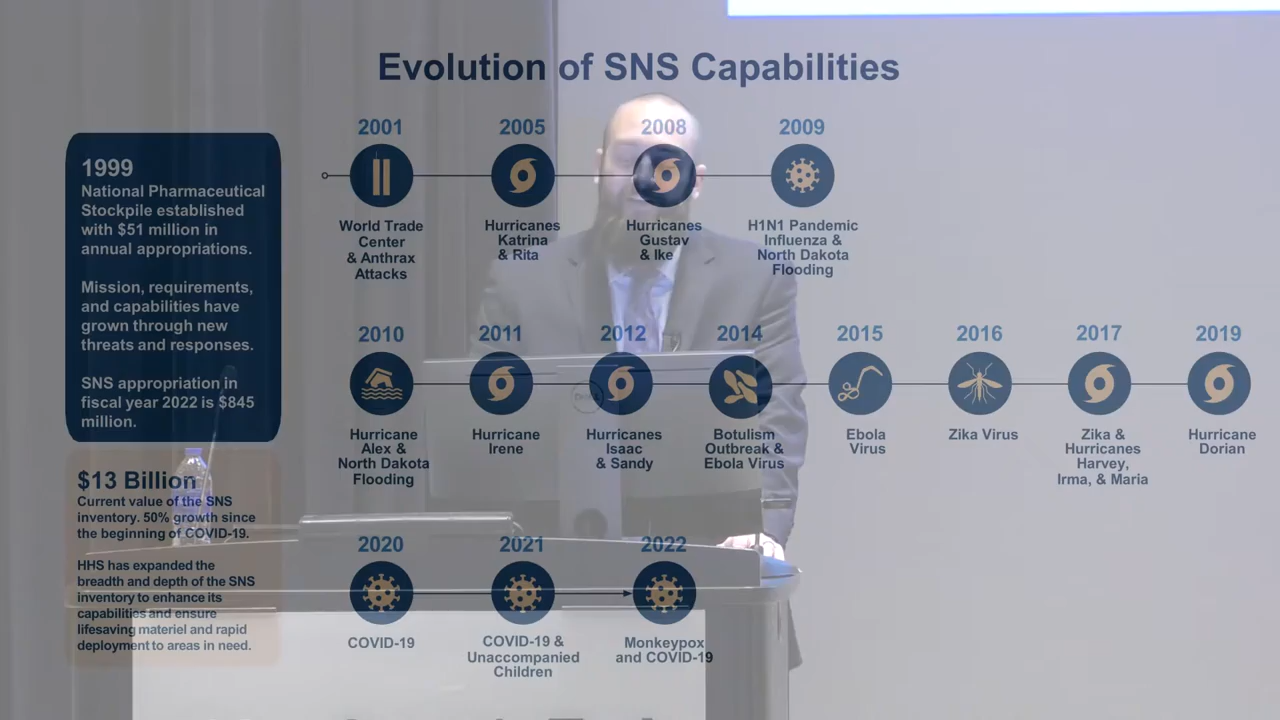 Evolution of SNS Capabilities
1999
National Pharmaceutical
Stockpile established
with $51 million in
annual appropriations.
Mission, requirements,
and capabilities have
grown through new
threats and responses.
SNS appropriation in
fiscal year 2022 is $845
million.
$13 Billion
Current value of the SNS
inventory. 50% growth since
the beginning of COVID-19.
HHS has expanded the
breadth and depth of the SNS
inventory to enhance its
capabilities and ensure
lifesaving materiel and rapid
deployment to areas in need.
2001
World Trade
Center
& Anthrax
Attacks
2005
Hurricanes
Katrina
& Rita
2008
Hurricanes
Gustav
& Ike
2009
H1N1 Pandemic
Influenza &
North Dakota
Flooding
2010
Hurricane
Alex &
North Dakota
Flooding
2011
Hurricane
Irene
2012
Hurricanes
Isaac
& Sandy
2014
Botulism
Outbreak &
Ebola Virus
2015
Ebola
Virus
2016
Zika Virus
2017
Zika &
Hurricanes
Harvey,
Irma, & Maria
2019
Hurricane
Dorian
2020
COVID-19
2021
COVID-19 &
Unaccompanied
Children
2022
Monkeypox
and COVID-19